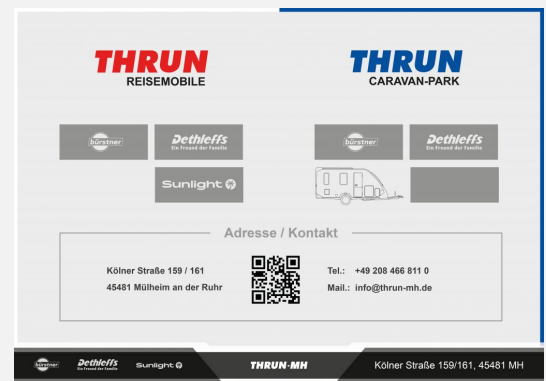 THRUN
REISEMOBILE
THRUN
CARAVAN-PARK
bürstner
Dethleffs
Ein Freund der Familie
bürstner
Dethleffs
Ein Freund der Familie
Sunlight
Adresse / Kontakt
Kölner Straße 159 / 161
45481 Mülheim an der Ruhr
Tel.: +49 208 466 811 0
Mail.: info@thrun-mh.de
bürstner
Dethleffs
Ein Freund der Familie
Sunlight
THRUN-MH
Kölner Straße 159/161, 45481 MH